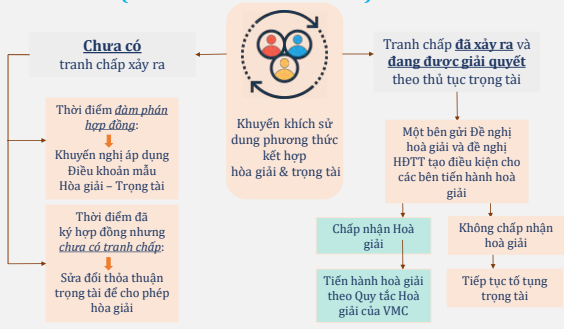 Chưa có
tranh chấp xảy ra
Thời điểm đàm phán
hợp đồng:
Khuyến nghị áp dụng
Điều khoản mẫu
Hòa giải – Trọng tài
Thời điểm đã
ký hợp đồng nhưng
chưa có tranh chấp:
Sửa đổi thỏa thuận
trọng tài để cho phép
hòa giải
Khuyến khích sử
dung phương thức
kết hợp
hòa giải & trọng tài
Tranh chấp đã xảy ra và
đang được giải quyết
theo thủ tục trọng tài
Một bên gửi Đề nghị
hoà giải và đề nghị
HĐTT tạo điều kiện cho
các bên tiến hành hoà
giải
Chấp nhận Hoà
giải
Tiến hành hoà giải
theo Quy tắc Hoà
giải của VMC
Không chấp nhận
hoà giải
Tiếp tục tố tụng
trọng tài